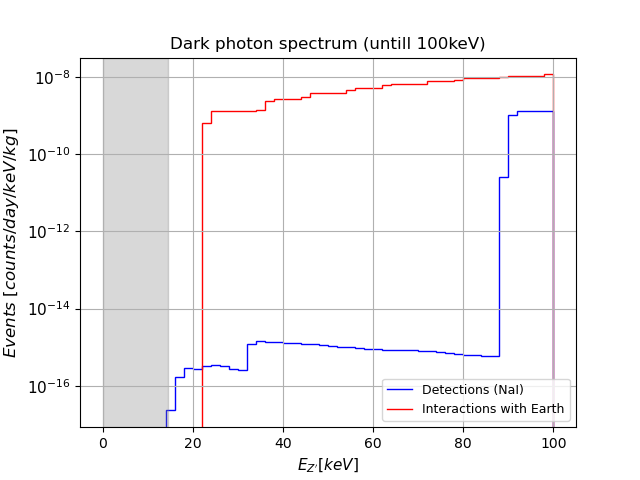 Dark photon spectrum (untill 100keV)
Events [counts/day/keV/kg]
10⁻⁸
10⁻¹⁰
10⁻¹²
10⁻¹⁴
10⁻¹⁶
Detections (NaI)
Interactions with Earth
0 20 40 60 80 100
E_{Z'}[keV]